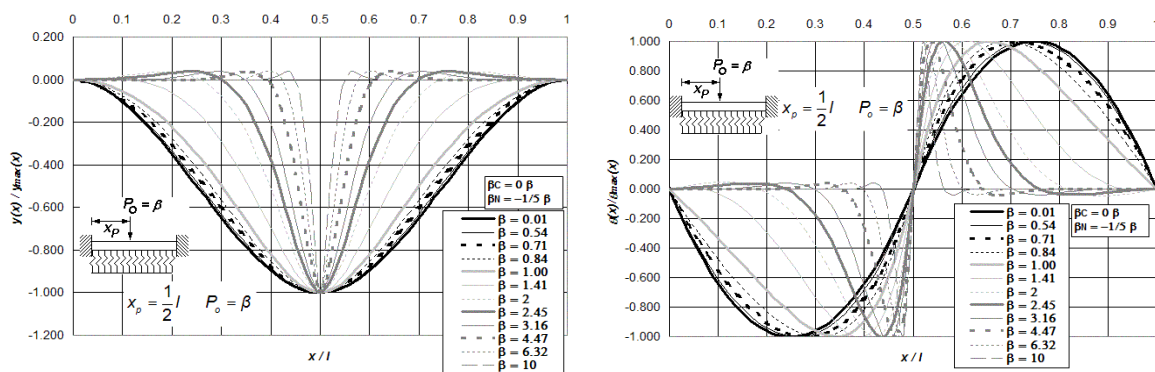 0 0.1 0.2 0.3 0.4 0.5 0.6 0.7 0.8 0.9 1
0.200
0.000
-0.200
-0.400
-0.600
-0.800
-1.000
-1.200
y(x) / ymax(x)
Po = β
xP
xp = 1/2 l Po = β
βC = 0 β
βN = −1/5 β
β = 0.01
β = 0.54
β = 0.71
β = 0.84
β = 1.00
β = 1.41
β = 2
β = 2.45
β = 3.16
β = 4.47
β = 6.32
β = 10
x / l
0 0.1 0.2 0.3 0.4 0.5 0.6 0.7 0.8 0.9 1
1.000
0.800
0.600
0.400
0.200
0.000
-0.200
-0.400
-0.600
-0.800
-1.000
Po = β
xP
xp = 1/2 l Po = β
βC = 0 β
βN = −1/5 β
β = 0.01
β = 0.54
β = 0.71
β = 0.84
β = 1.00
β = 1.41
β = 2
β = 2.45
β = 3.16
β = 4.47
β = 6.32
β = 10
x / l